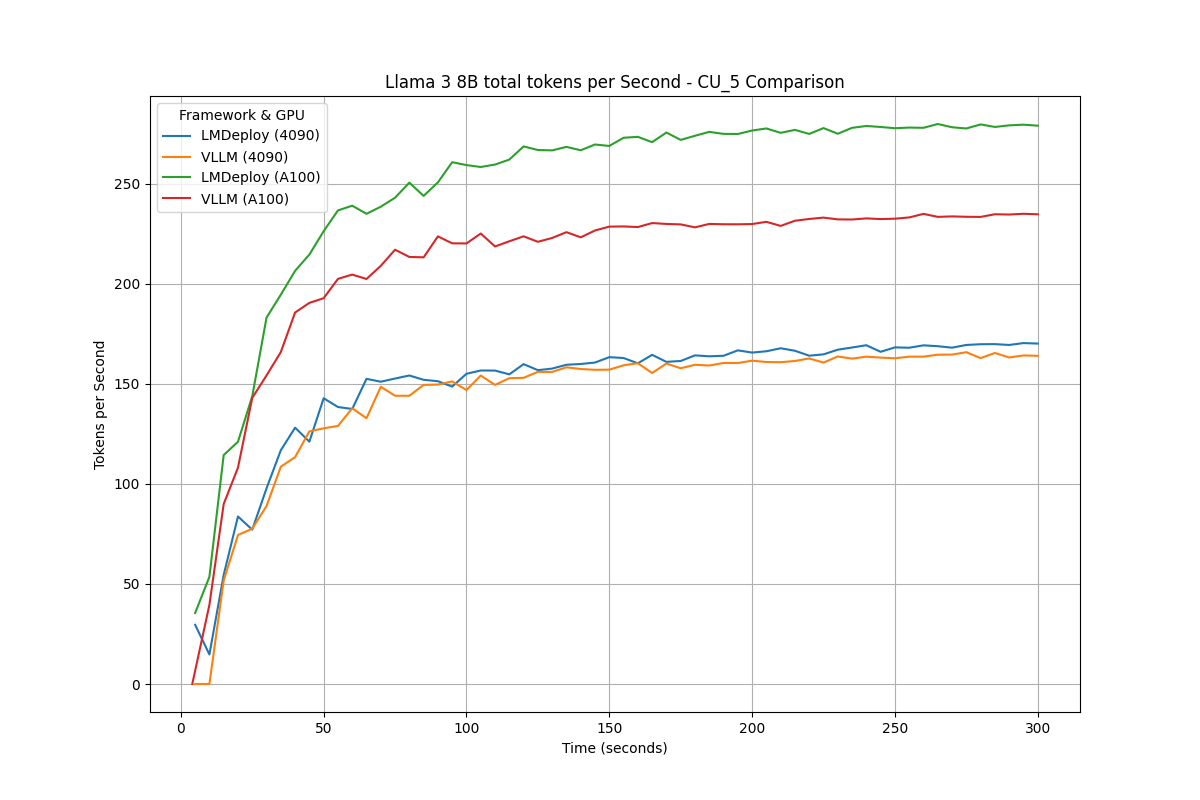 Llama 3 8B total tokens per Second - CU_5 Comparison
Framework & GPU
LMDeploy (4090)
VLLM (4090)
LMDeploy (A100)
VLLM (A100)
Tokens per Second
250
200
150
100
50
0
0 50 100 150 200 250 300
Time (seconds)